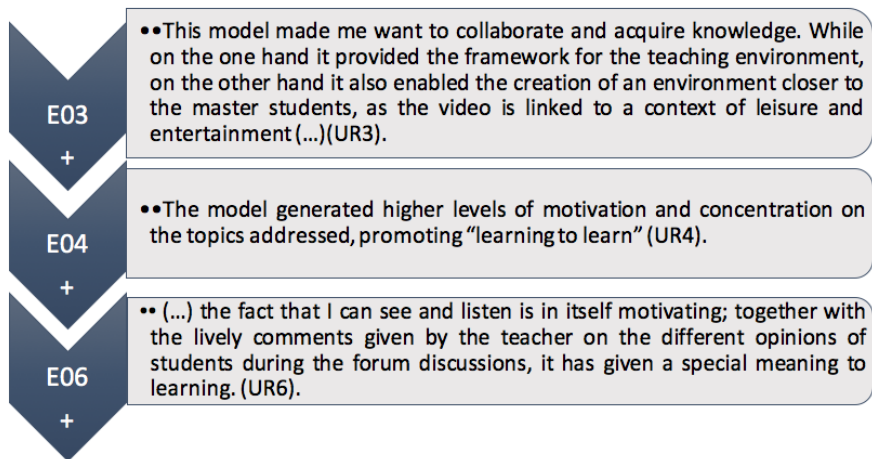 E03
+
••This model made me want to collaborate and acquire knowledge. While
on the one hand it provided the framework for the teaching environment,
on the other hand it also enabled the creation of an environment closer to
the master students, as the video is linked to a context of leisure and
entertainment (...)(UR3).
E04
+
••The model generated higher levels of motivation and concentration on
the topics addressed, promoting “learning to learn” (UR4).
E06
+
•• (...) the fact that I can see and listen is in itself motivating; together with
the lively comments given by the teacher on the different opinions of
students during the forum discussions, it has given a special meaning to
learning. (UR6).